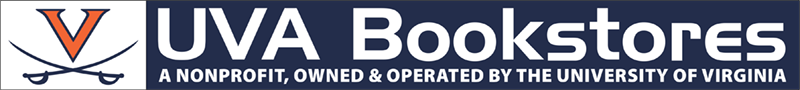 V
UVA Bookstores
A NONPROFIT, OWNED & OPERATED BY THE UNIVERSITY OF VIRGINIA